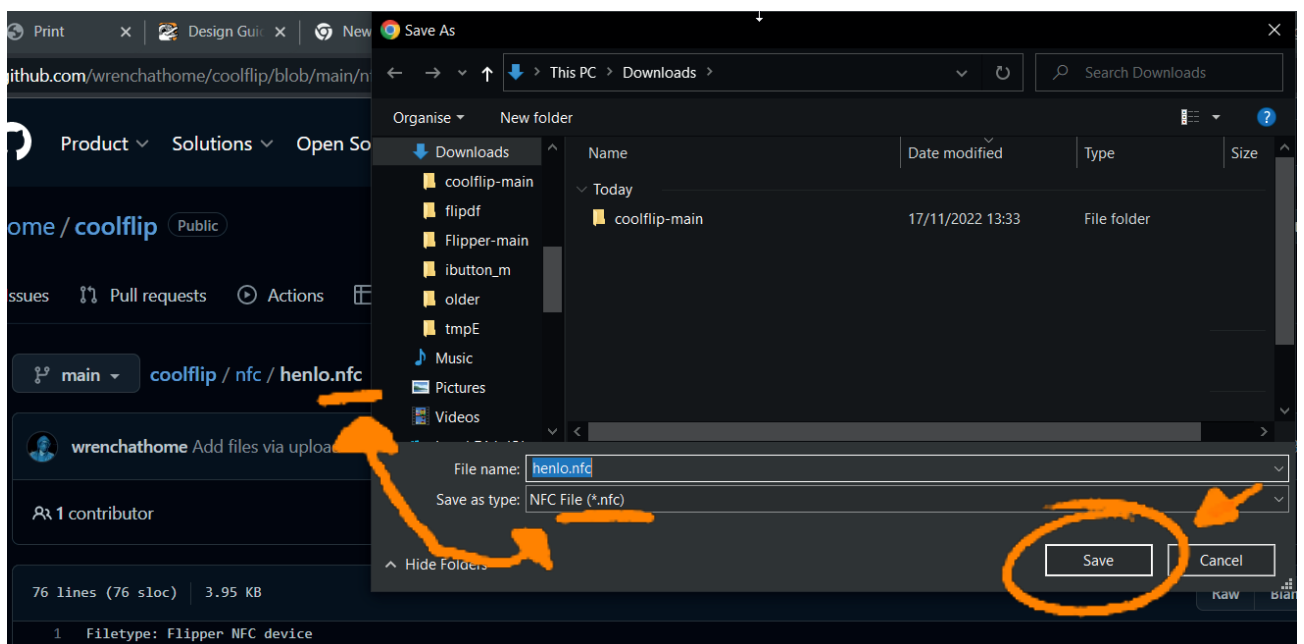 Print
Design Guid
New
Save As
github.com/wrenchathome/coolflip/blob/main/n
This PC
Downloads
Search Downloads
Organise
New folder
Product
Solutions
Open So
Downloads
coolflip-main
flipdf
Flipper-main
ibutton_m
older
tmpE
Music
Pictures
Videos
Name
Date modified
Type
Size
Today
coolflip-main 17/11/2022 13:33 File folder
ome / coolflip Public
ssues
Pull requests
Actions
main
coolflip / nfc / henlo.nfc
wrenchathome Add files via uploa
1 contributor
File name: henlo.nfc
Save as type: NFC File (*.nfc)
Hide Folders
Save
Cancel
76 lines (76 sloc) 3.95 KB
Raw
1 Filetype: Flipper NFC device